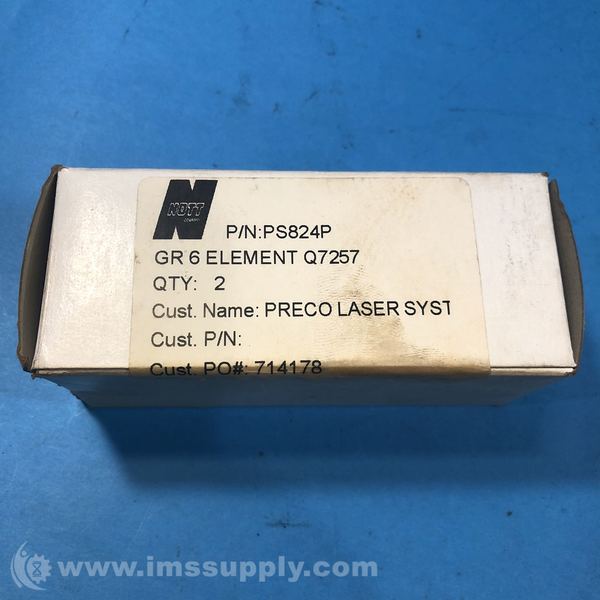 NOTT
COMPANY
P/N:PS824P
GR 6 ELEMENT Q7257
QTY: 2
Cust. Name: PRECO LASER SYST
Cust. P/N:
Cust. PO#: 714178
www.imssupply.com